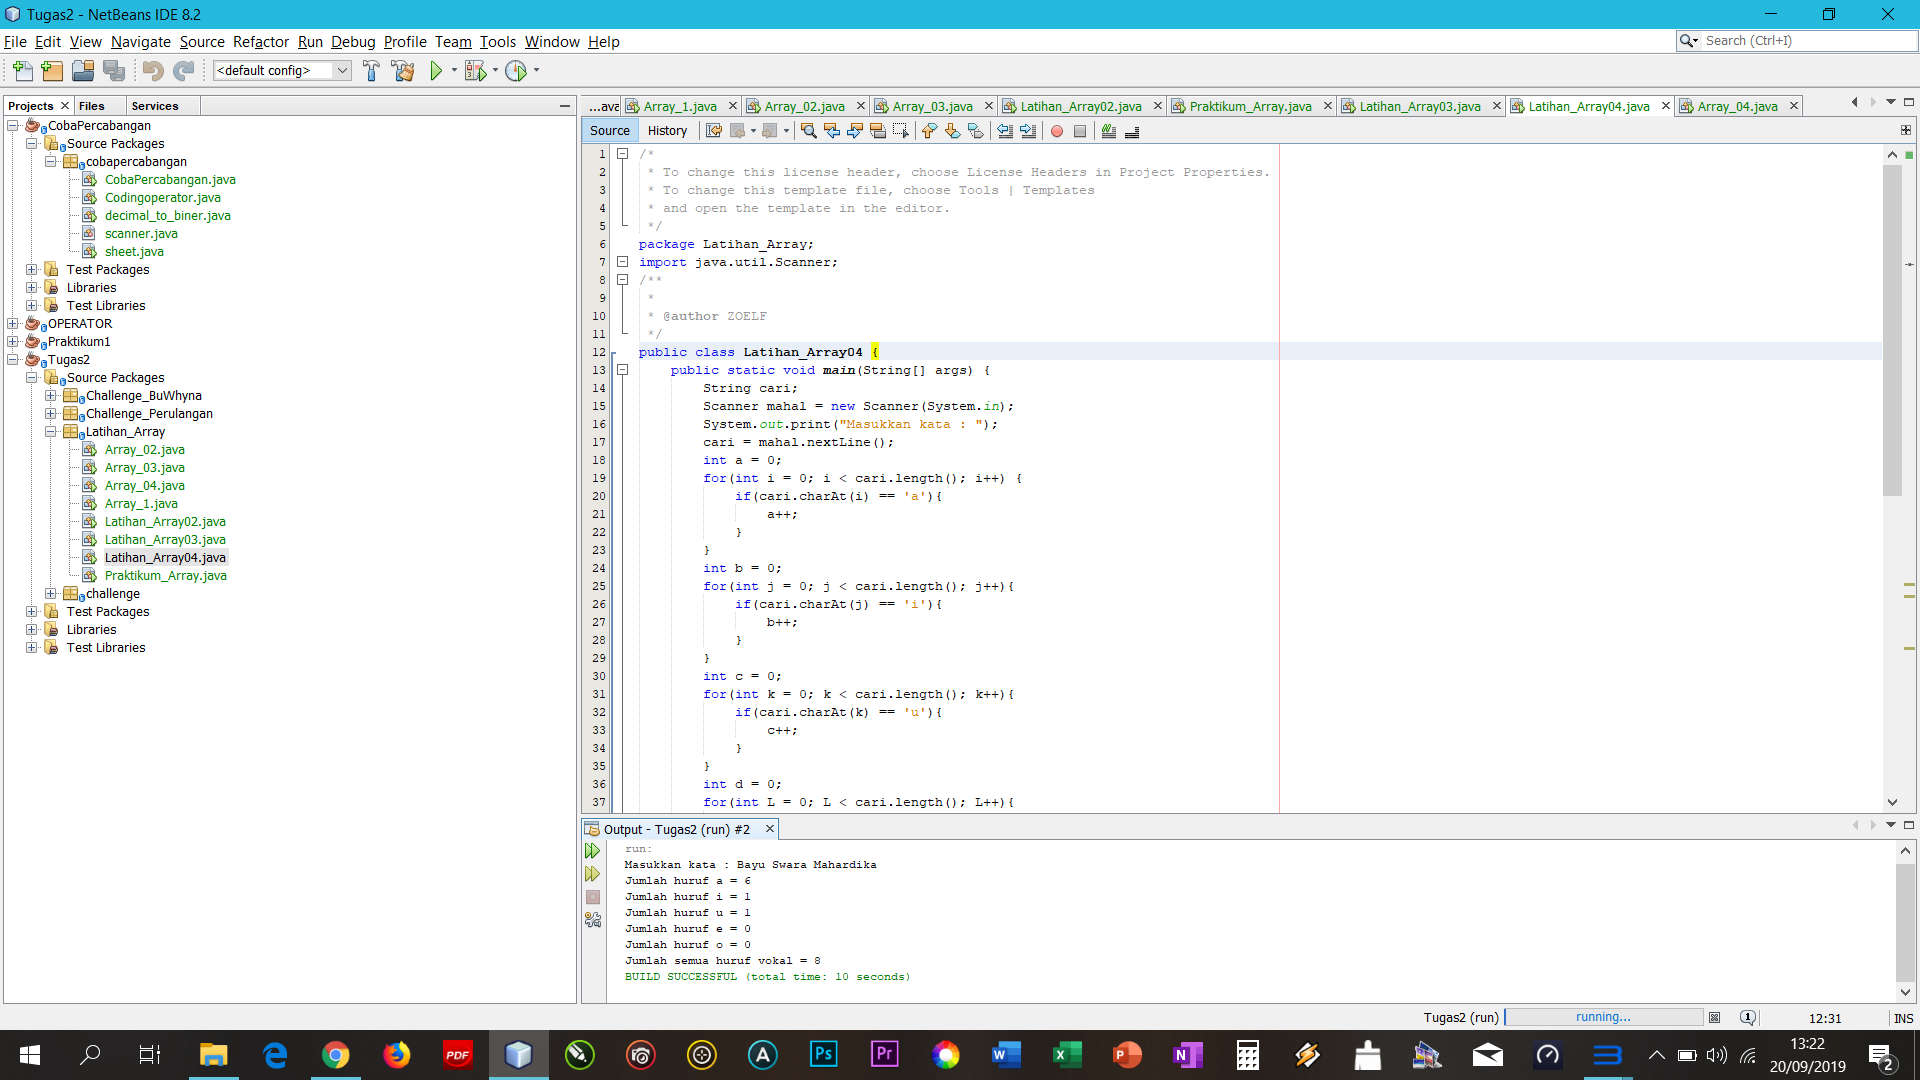 Tugas2 - NetBeans IDE 8.2
File Edit View Navigate Source Refactor Run Debug Profile Team Tools Window Help
Search (Ctrl+I)
<default config>
Projects Files Services
CobaPercabangan
Source Packages
cobapercabangan
CobaPercabangan.java
Codingoperator.java
decimal_to_biner.java
scanner.java
sheet.java
Test Packages
Libraries
Test Libraries
OPERATOR
Praktikum1
Tugas2
Source Packages
Challenge_BuWhyna
Challenge_Perulangan
Latihan_Array
Array_02.java
Array_03.java
Array_04.java
Array_1.java
Latihan_Array02.java
Latihan_Array03.java
Latihan_Array04.java
Praktikum_Array.java
challenge
Test Packages
Libraries
Test Libraries
...ava Array_1.java Array_02.java Array_03.java Latihan_Array02.java Praktikum_Array.java Latihan_Array03.java Latihan_Array04.java Array_04.java
Source History
1 /*
2 * To change this license header, choose License Headers in Project Properties.
3 * To change this template file, choose Tools | Templates
4 * and open the template in the editor.
5 */
6 package Latihan_Array;
7 import java.util.Scanner;
8 /**
9 *
10 * @author ZOELF
11 */
12 public class Latihan_Array04 {
13 public static void main(String[] args) {
14 String cari;
15 Scanner mahal = new Scanner(System.in);
16 System.out.print("Masukkan kata : ");
17 cari = mahal.nextLine();
18 int a = 0;
19 for(int i = 0; i < cari.length(); i++) {
20 if(cari.charAt(i) == 'a'){
21 a++;
22 }
23 }
24 int b = 0;
25 for(int j = 0; j < cari.length(); j++){
26 if(cari.charAt(j) == 'i'){
27 b++;
28 }
29 }
30 int c = 0;
31 for(int k = 0; k < cari.length(); k++){
32 if(cari.charAt(k) == 'u'){
33 c++;
34 }
35 }
36 int d = 0;
37 for(int L = 0; L < cari.length(); L++){
Output - Tugas2 (run) #2
run:
Masukkan kata : Bayu Swara Mahardika
Jumlah huruf a = 6
Jumlah huruf i = 1
Jumlah huruf u = 1
Jumlah huruf e = 0
Jumlah huruf o = 0
Jumlah semua huruf vokal = 8
BUILD SUCCESSFUL (total time: 10 seconds)
Tugas2 (run) running... 1 12:31 INS
PDF Ps Pr
13:22
20/09/2019
2